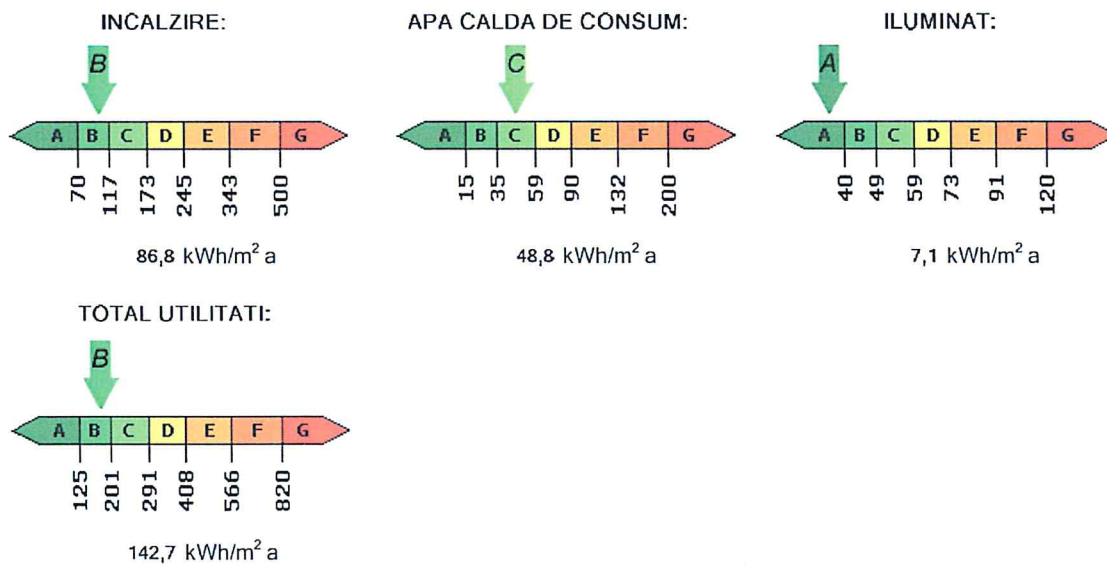 INCALZIRE:
B
A B C D E F G
70 117 173 245 343 500
86,8 kWh/m² a
APA CALDA DE CONSUM:
C
A B C D E F G
15 35 59 90 132 200
48,8 kWh/m² a
ILUMINAT:
A
A B C D E F G
40 49 59 73 91 120
7,1 kWh/m² a
TOTAL UTILITATI:
B
A B C D E F G
125 201 291 408 566 820
142,7 kWh/m² a